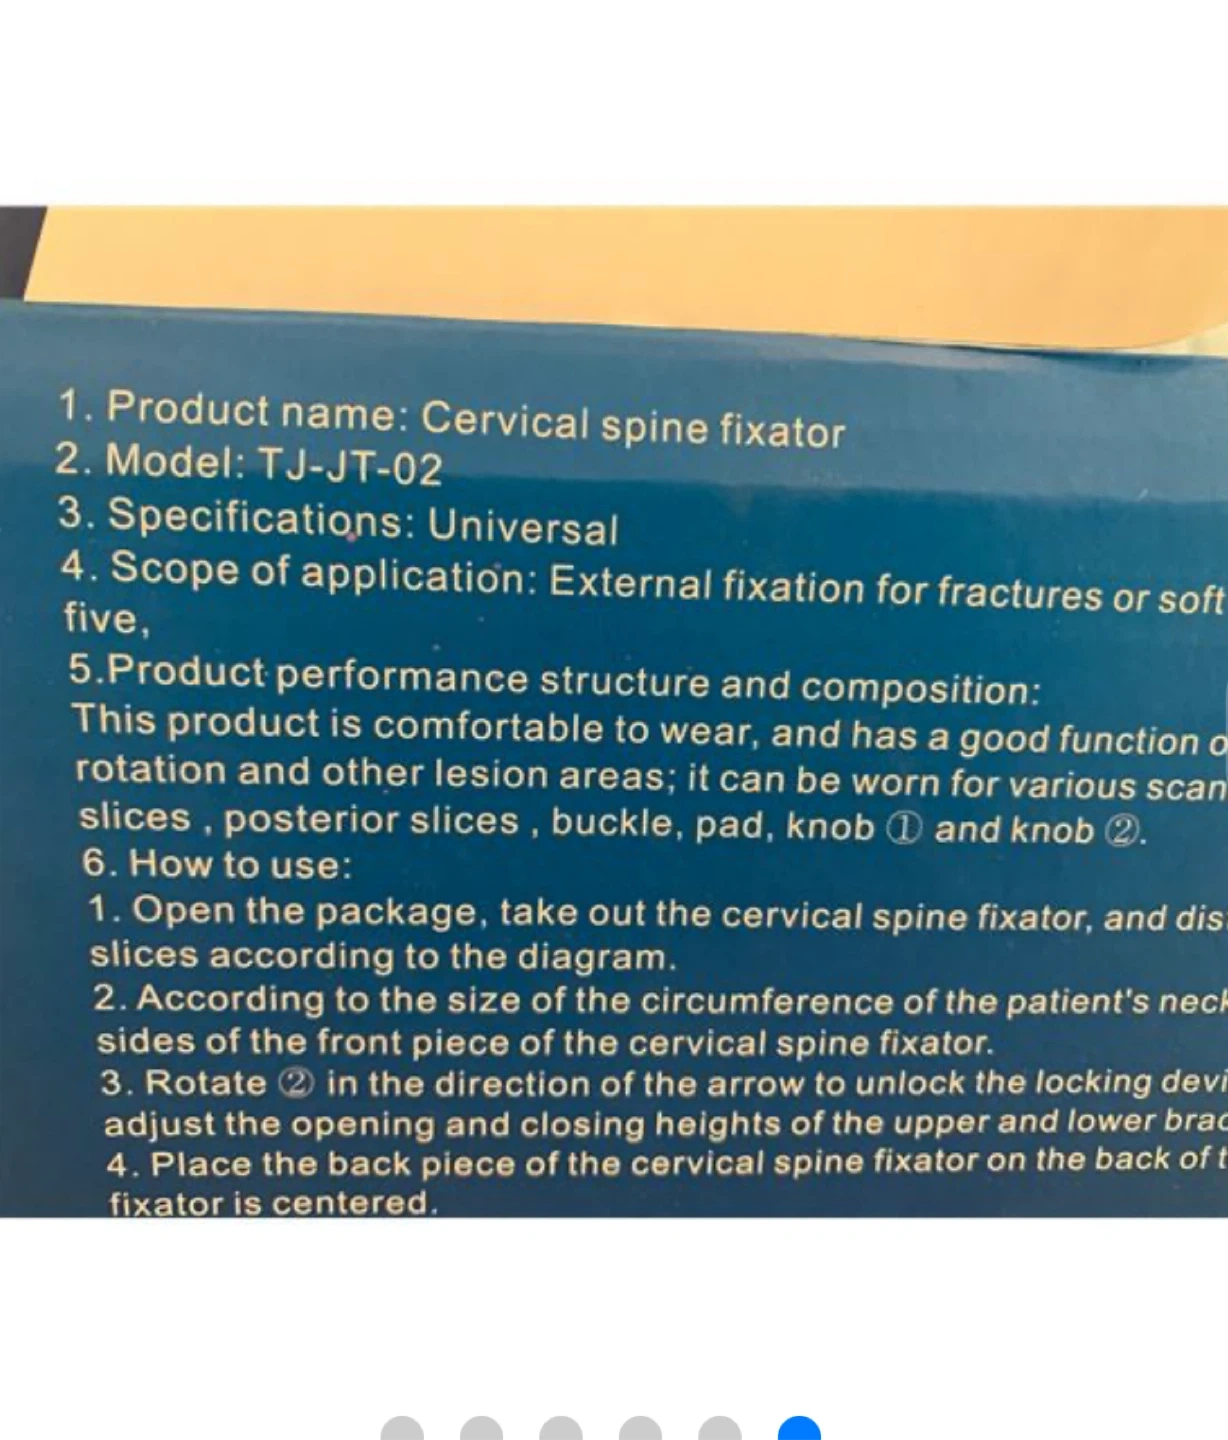 1. Product name: Cervical spine fixator
2. Model: TJ-JT-02
3. Specifications: Universal
4. Scope of application: External fixation for fractures or soft
five,
5.Product performance structure and composition:
This product is comfortable to wear, and has a good function
rotation and other lesion areas; it can be worn for various scan
slices , posterior slices , buckle, pad, knob ① and knob ②.
6. How to use:
1. Open the package, take out the cervical spine fixator, and
slices according to the diagram.
2. According to the size of the circumference of the patient's
sides of the front piece of the cervical spine fixator.
3. Rotate ② in the direction of the arrow to unlock the locking
adjust the opening and closing heights of the upper and lower
4. Place the back piece of the cervical spine fixator on the back of
fixator is centered.